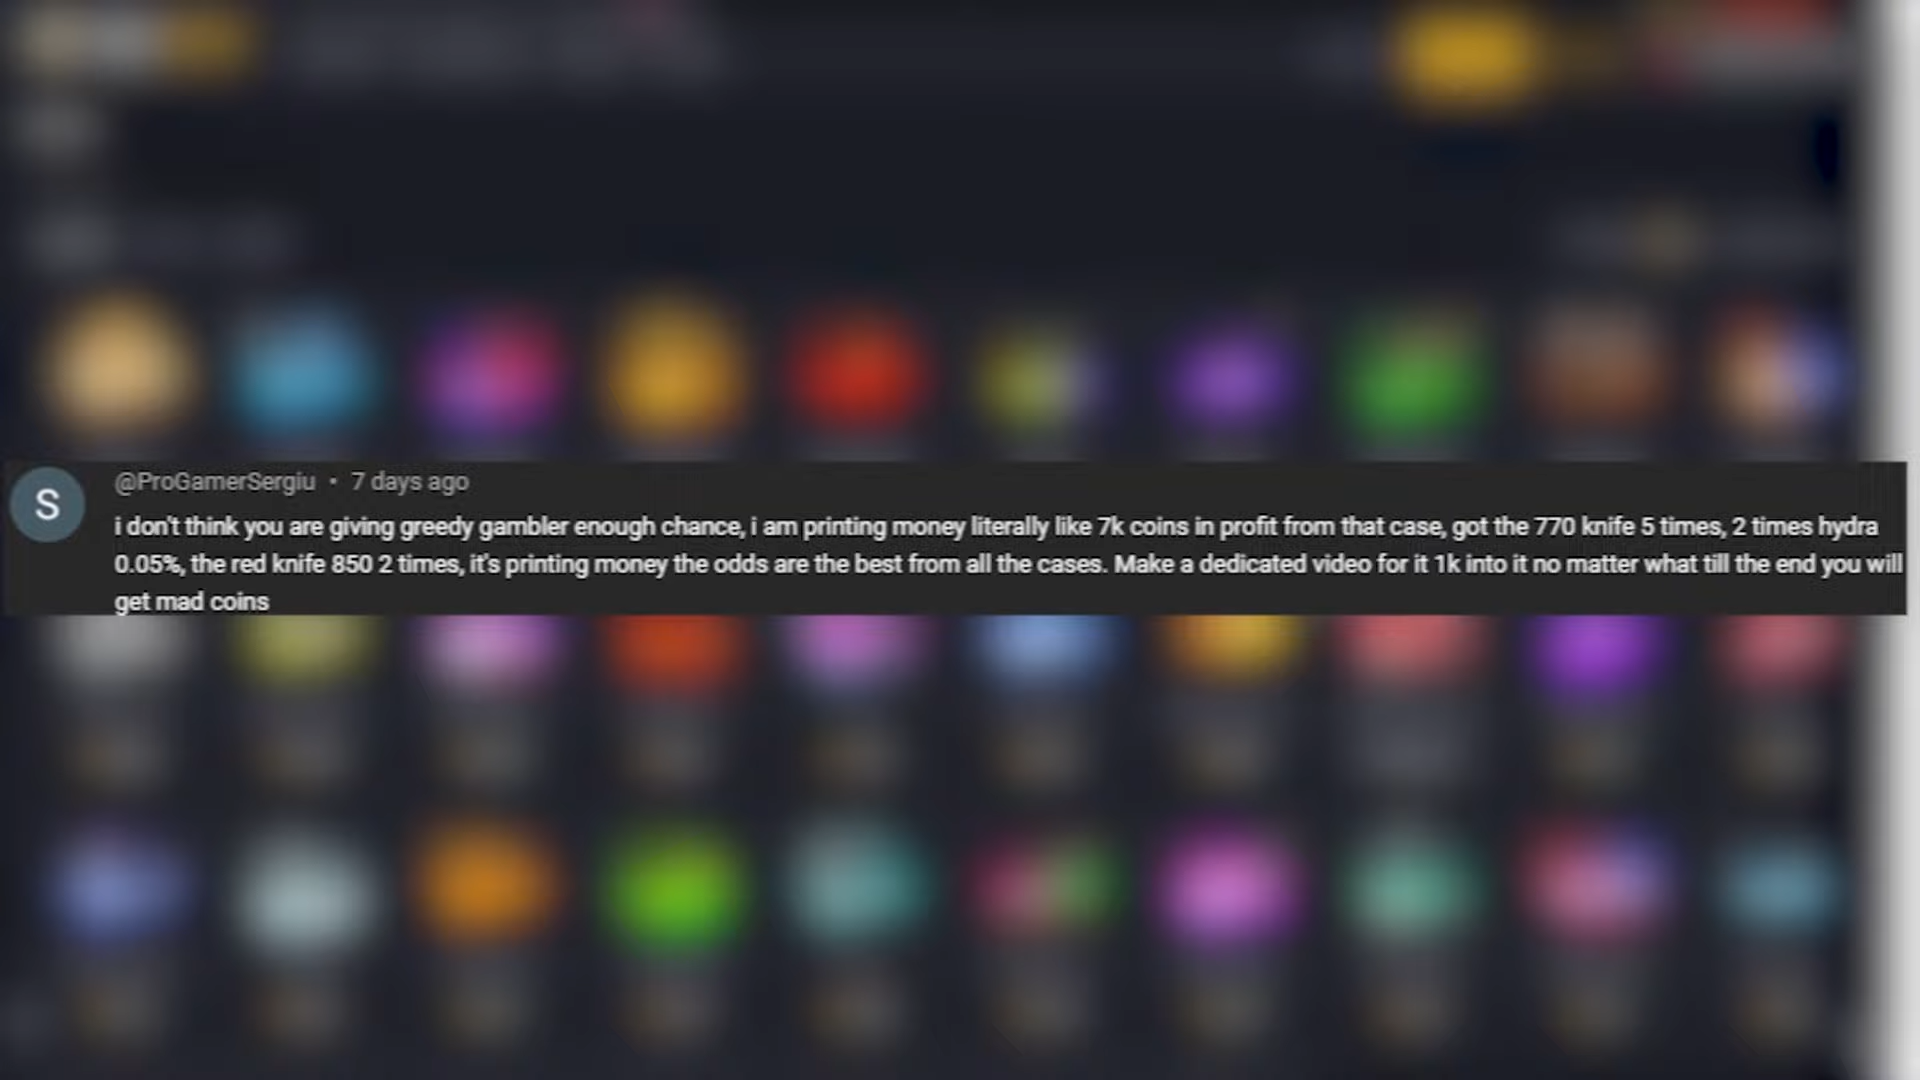 S
@ProGamerSergiu • 7 days ago
i don't think you are giving greedy gambler enough chance, i am printing money literally like 7k coins in profit from that case, got the 770 knife 5 times, 2 times hydra
0.05%, the red knife 850 2 times, it's printing money the odds are the best from all the cases. Make a dedicated video for it 1k into it no matter what till the end you will
get mad coins